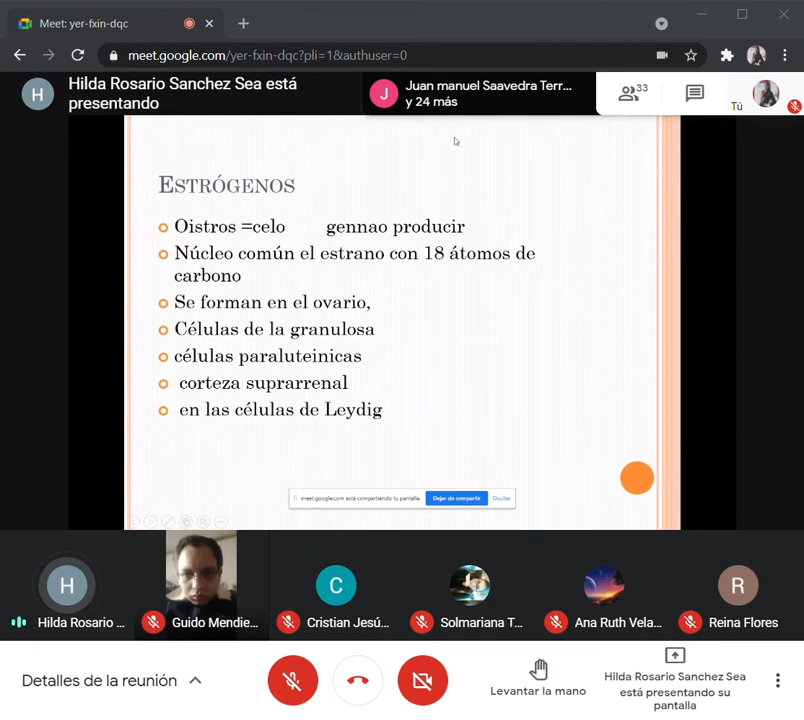 Meet: yer-fxin-dqc
meet.google.com/yer-fxin-dqc?pli=1&authuser=0
H
Hilda Rosario Sanchez Sea está
presentando
J
Juan manuel Saavedra Terr...
y 24 más
33
Tú
ESTRÓGENOS
Oistros =celo gennao producir
Núcleo común el estrano con 18 átomos de
carbono
Se forman en el ovario,
Células de la granulosa
células paraluteinicas
corteza suprarrenal
en las células de Leydig
meet.google.com está compartiendo tu pantalla.
Dejar de compartir
Ocultar
H
C
R
Hilda Rosario ...
Guido Mendie...
Cristian Jesú...
Solmariana T...
Ana Ruth Vela...
Reina Flores
Detalles de la reunión
Levantar la mano
Hilda Rosario Sanchez Sea
está presentando su
pantalla